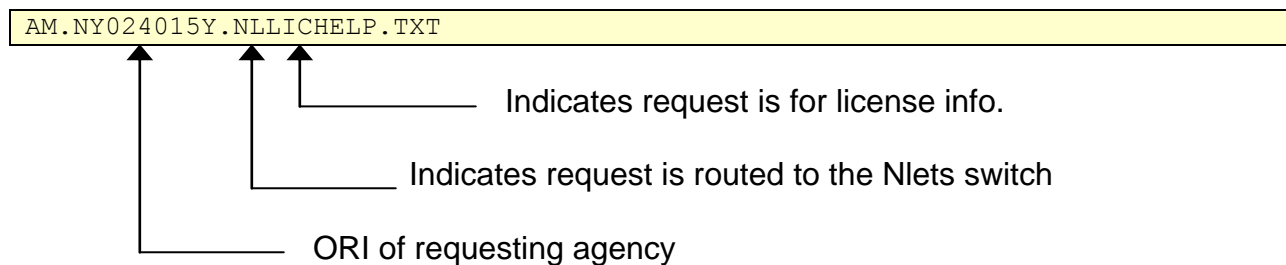 AM.NY024015Y.NLLICHELP.TXT
Indicates request is for license info.
Indicates request is routed to the Nlets switch
ORI of requesting agency